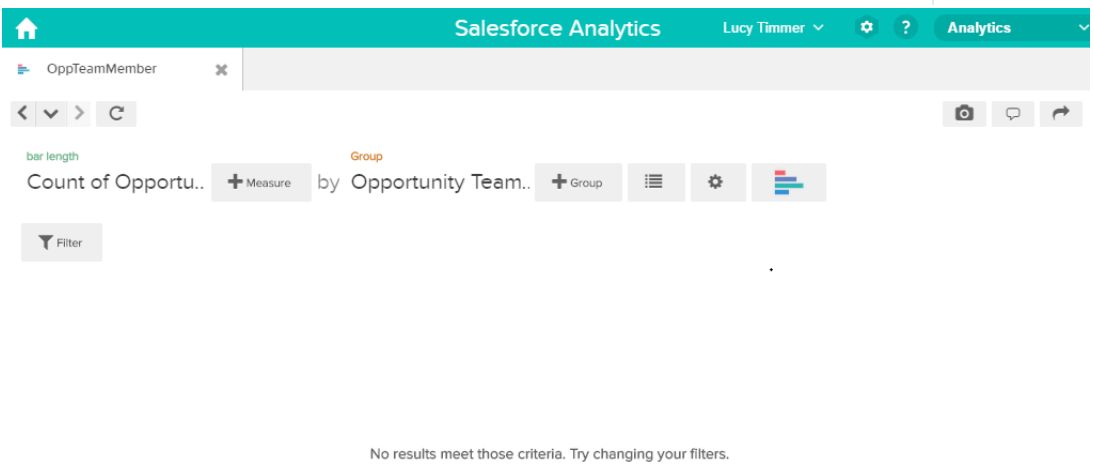 Salesforce Analytics Lucy Timmer ? Analytics
OppTeamMember
bar length Group
Count of Opportu.. + Measure by Opportunity Team.. + Group
Filter
No results meet those criteria. Try changing your filters.